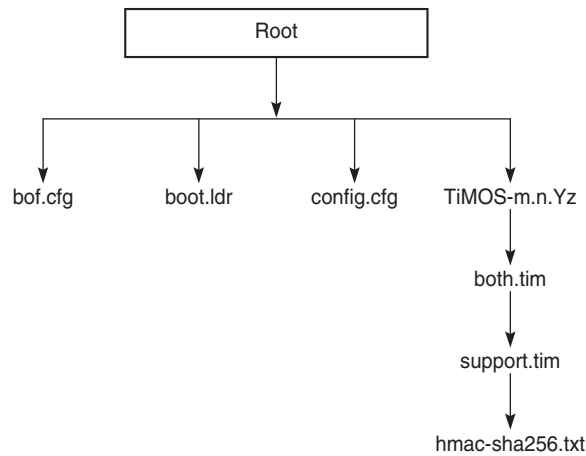 Root
bof.cfg boot.ldr config.cfg TiMOS-m.n.Yz
both.tim
support.tim
hmac-sha256.txt